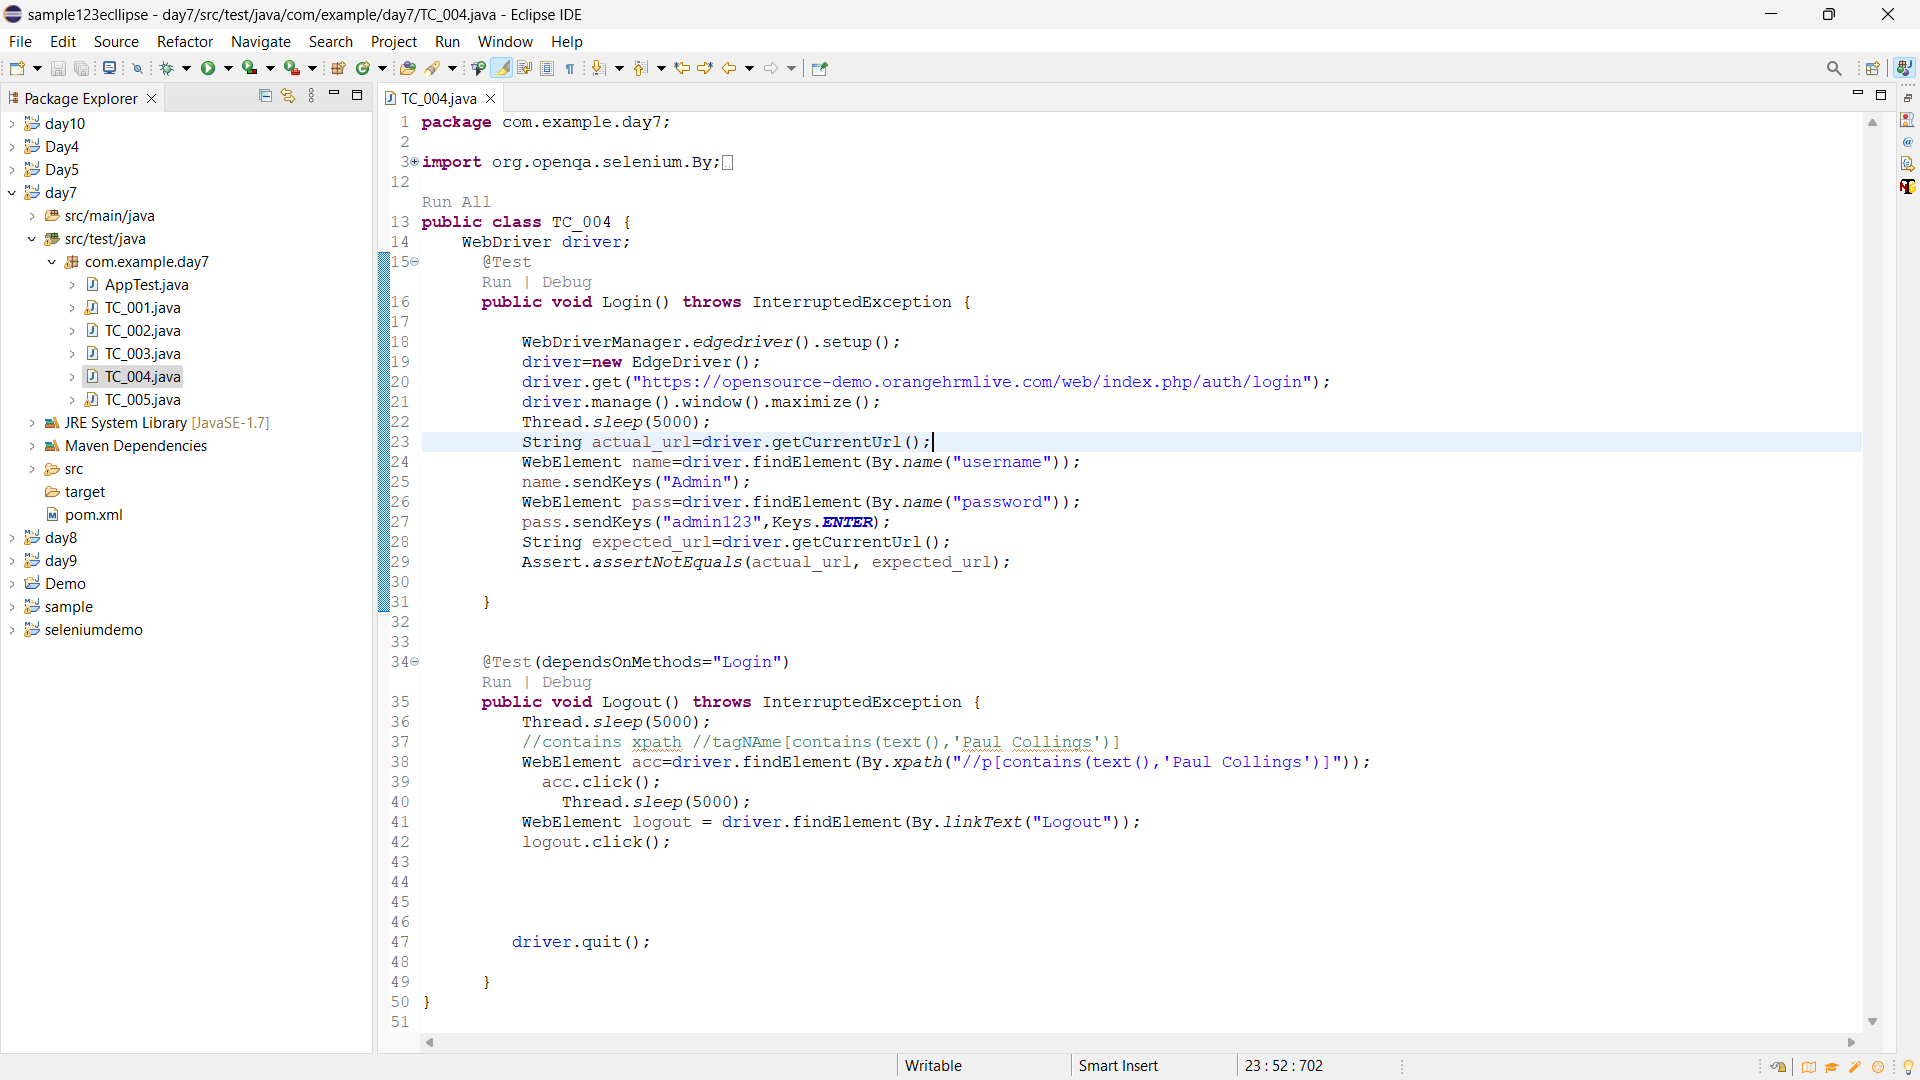 sample123ecllipse - day7/src/test/java/com/example/day7/TC_004.java - Eclipse IDE
File Edit Source Refactor Navigate Search Project Run Window Help
Package Explorer
day10
Day4
Day5
day7
src/main/java
src/test/java
com.example.day7
AppTest.java
TC_001.java
TC_002.java
TC_003.java
TC_004.java
TC_005.java
JRE System Library [JavaSE-1.7]
Maven Dependencies
src
target
pom.xml
day8
day9
Demo
sample
seleniumdemo
TC_004.java
1 package com.example.day7;
2
3 import org.openqa.selenium.By;
12
Run All
13 public class TC_004 {
14 WebDriver driver;
15 @Test
Run | Debug
16 public void Login() throws InterruptedException {
17
18 WebDriverManager.edgedriver().setup();
19 driver=new EdgeDriver();
20 driver.get("https://opensource-demo.orangehrmlive.com/web/index.php/auth/login");
21 driver.manage().window().maximize();
22 Thread.sleep(5000);
23 String actual_url=driver.getCurrentUrl();
24 WebElement name=driver.findElement(By.name("username"));
25 name.sendKeys("Admin");
26 WebElement pass=driver.findElement(By.name("password"));
27 pass.sendKeys("admin123",Keys.ENTER);
28 String expected_url=driver.getCurrentUrl();
29 Assert.assertNotEquals(actual_url, expected_url);
30
31 }
32
33
34 @Test(dependsOnMethods="Login")
Run | Debug
35 public void Logout() throws InterruptedException {
36 Thread.sleep(5000);
37 //contains xpath //tagNAme[contains(text(),'Paul Collings')]
38 WebElement acc=driver.findElement(By.xpath("//p[contains(text(),'Paul Collings')]"));
39 acc.click();
40 Thread.sleep(5000);
41 WebElement logout = driver.findElement(By.linkText("Logout"));
42 logout.click();
43
44
45
46
47 driver.quit();
48
49 }
50 }
51
Writable Smart Insert 23 : 52 : 702